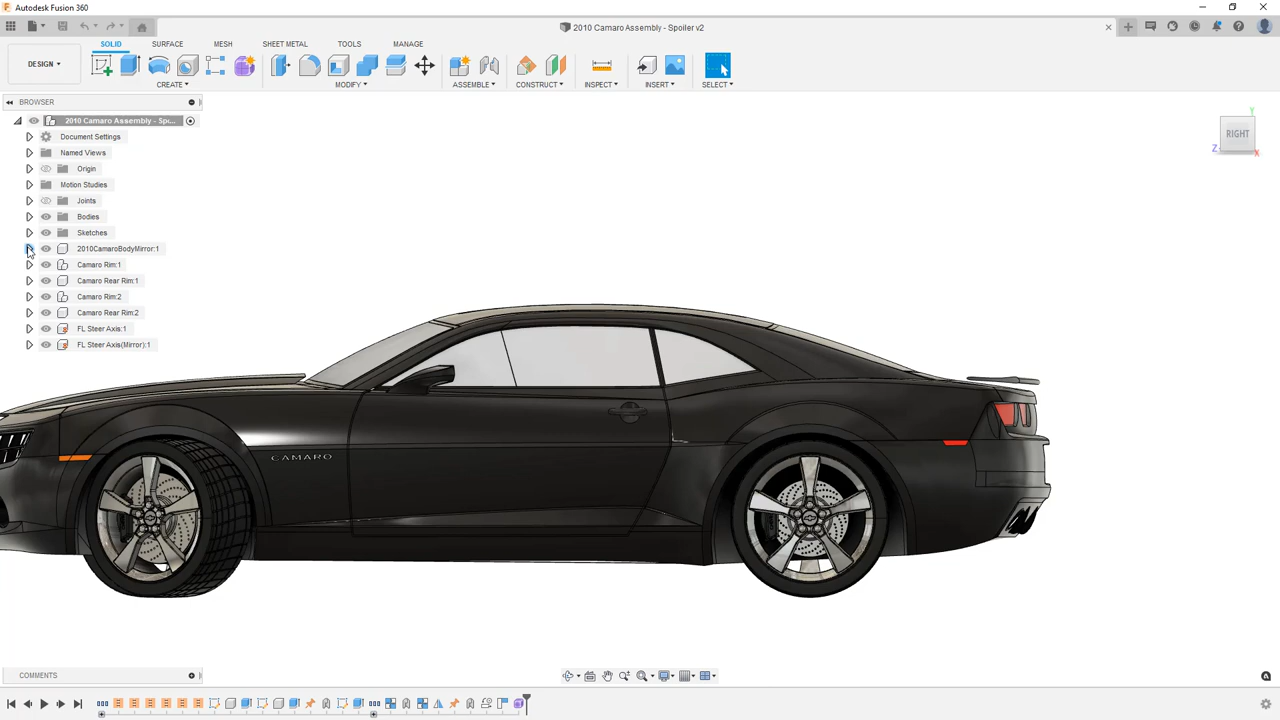 Autodesk Fusion 360
2010 Camaro Assembly - Spoiler v2
DESIGN
SOLID SURFACE MESH SHEET METAL TOOLS MANAGE
CREATE MODIFY ASSEMBLE CONSTRUCT INSPECT INSERT SELECT
BROWSER
2010 Camaro Assembly - Spo...
Document Settings
Named Views
Origin
Motion Studies
Joints
Bodies
Sketches
2010CamaroBodyMirror:1
Camaro Rim:1
Camaro Rear Rim:1
Camaro Rim:2
Camaro Rear Rim:2
FL Steer Axis:1
FL Steer Axis(Mirror):1
Y
RIGHT
Z
X
CAMARO
COMMENTS